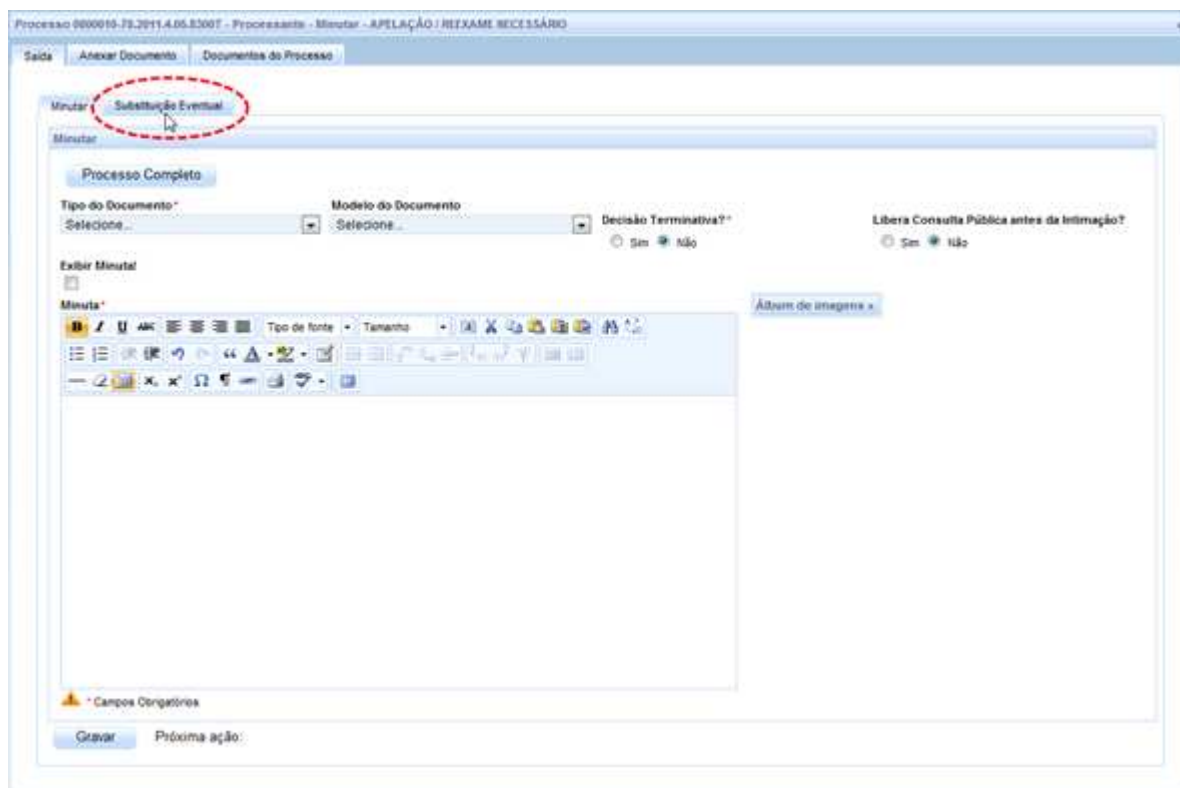 Processo 0000010-78.2011.4.05.8300T - Processante - Minutar - APELAÇÃO / REEXAME NECESSÁRIO
Saída Anexar Documento Documentos do Processo
Minutar Substituição Eventual
Minutar
Processo Completo
Tipo do Documento* Modelo do Documento Decisão Terminativa?* Libera Consulta Pública antes da Intimação?
Selecione... Selecione... Sim Não Sim Não
Exibir Minuta!
Minuta* Álbum de imagens »
B I U ABC Tipo de fonte Tamanho
* Campos Obrigatórios
Gravar Próxima ação: